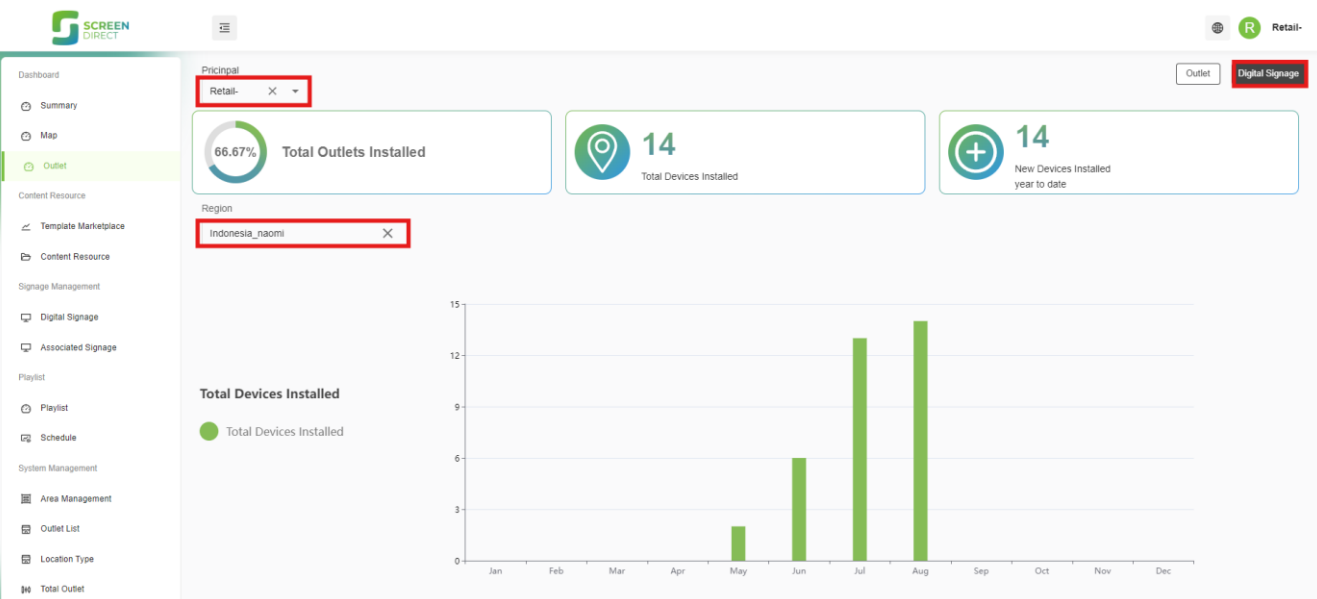 SCREEN
DIRECT
R
Retail-
Dashboard
Summary
Map
Outlet
Content Resource
Template Marketplace
Content Resource
Signage Management
Digital Signage
Associated Signage
Playlist
Playlist
Schedule
System Management
Area Management
Outlet List
Location Type
Total Outlet
Pricinpal
Retail-
Outlet
Digital Signage
66.67%
Total Outlets Installed
14
Total Devices Installed
14
New Devices Installed
year to date
Region
Indonesia_naomi
Total Devices Installed
Total Devices Installed
15
12
9
6
3
0
Jan Feb Mar Apr May Jun Jul Aug Sep Oct Nov Dec